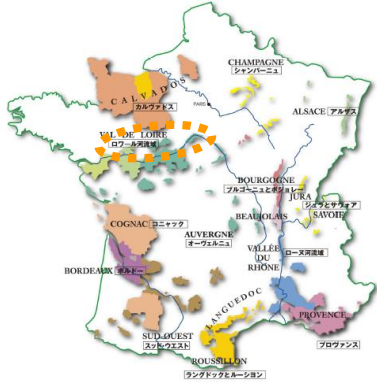 CHAMPAGNE
シャンパーニュ
CALVADOS
カルヴァドス
PARIS
ALSACE アルザス
VAL DE LOIRE
ロワール河流域
BOURGOGNE
ブルゴーニュとボジョレー
JURA
ジュラとサヴォア
SAVOIE
BEAUJOLAIS
COGNAC コニャック
AUVERGNE
オーヴェルニュ
VALLÉE
DU
RHÔNE
ローヌ河流域
BORDEAUX ボルドー
LANGUEDOC
PROVENCE
プロヴァンス
SUD-OUEST
スッド・ウエスト
ROUSSILLON
ラングドックとルーション